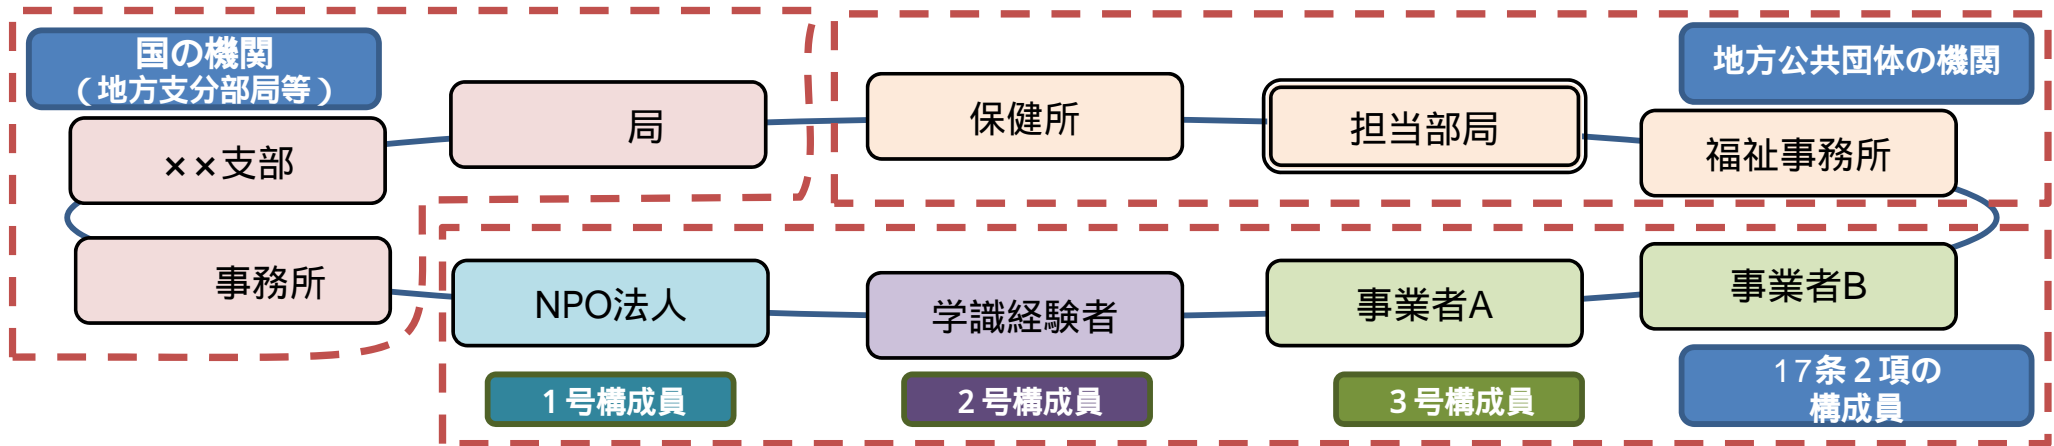 国の機関
（地方支分部局等）
地方公共団体の機関
××支部
局
保健所
担当部局
福祉事務所
事務所
NPO法人
学識経験者
事業者A
事業者B
1号構成員
2号構成員
3号構成員
17条2項の
構成員